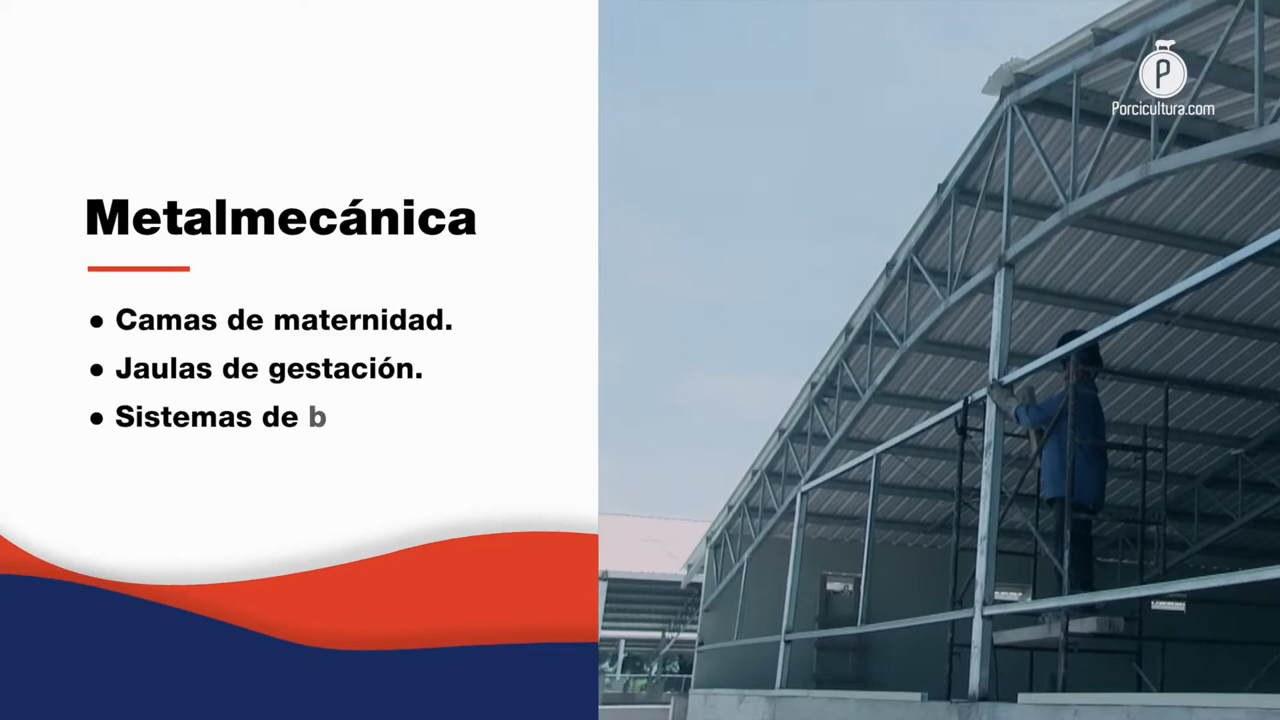 Metalmecánica
● Camas de maternidad.
● Jaulas de gestación.
● Sistemas de b
P
Porcicultura.com